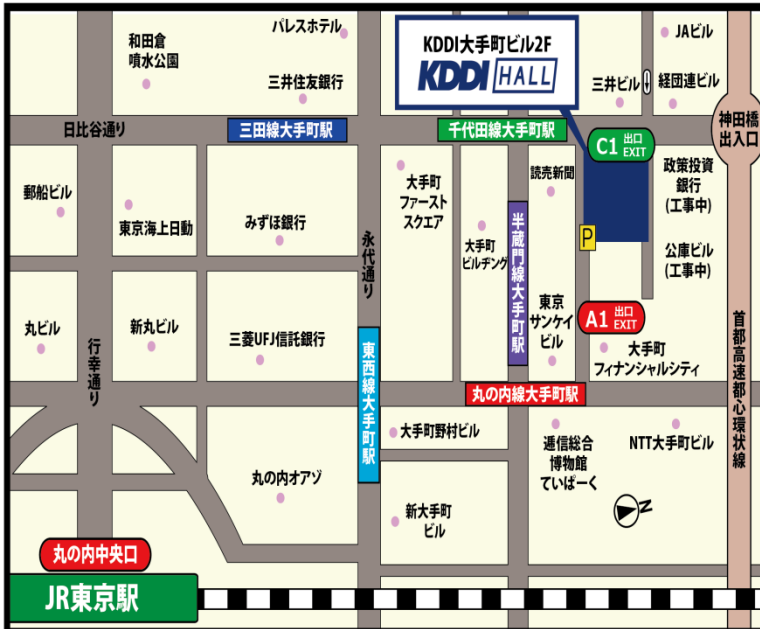 パレスホテル
和田倉
噴水公園
三井住友銀行
KDDI大手町ビル2F
KDDI HALL
JAビル
三井ビル
経団連ビル
日比谷通り
三田線大手町駅
千代田線大手町駅
C1 出口
EXIT
神田橋
出入口
郵船ビル
東京海上日動
みずほ銀行
永代通り
大手町
ファースト
スクエア
大手町
ビルヂング
半蔵門線大手町駅
読売新聞
P
政策投資
銀行
(工事中)
公庫ビル
(工事中)
丸ビル
新丸ビル
行幸通り
三菱UFJ信託銀行
東西線大手町駅
東京
サンケイ
ビル
A1 出口
EXIT
大手町
フィナンシャルシティ
首都高速都心環状線
丸の内線大手町駅
大手町野村ビル
逓信総合
博物館
ていぱーく
NTT大手町ビル
丸の内オアゾ
新大手町
ビル
N
丸の内中央口
JR東京駅